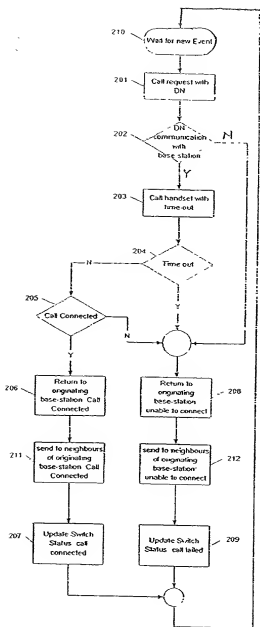 210
Wait for new Event
201
Call request with
DN
202
DN
communication
with
base station
N
Y
203
Call handset with
time-out
204
Time out
N
Y
205
Call Connected
N
Y
206
Return to
originating
base-station Call
Connected
208
Return to
originating
base-station
unable to connect
211
send to neighbours
of originating
base-station Call
Connected
212
send to neighbours
of originating
base-station
unable to connect
207
Update Switch
Status call
connected
209
Update Switch
Status call failed